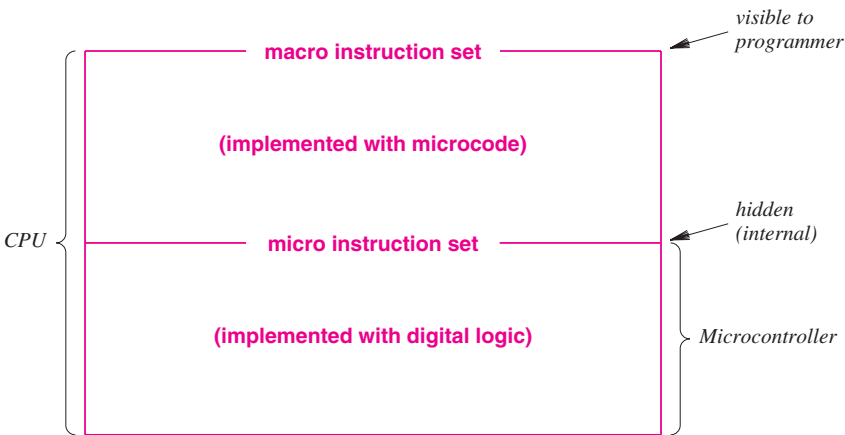 visible to
programmer
macro instruction set
(implemented with microcode)
hidden
(internal)
CPU
micro instruction set
(implemented with digital logic)
Microcontroller